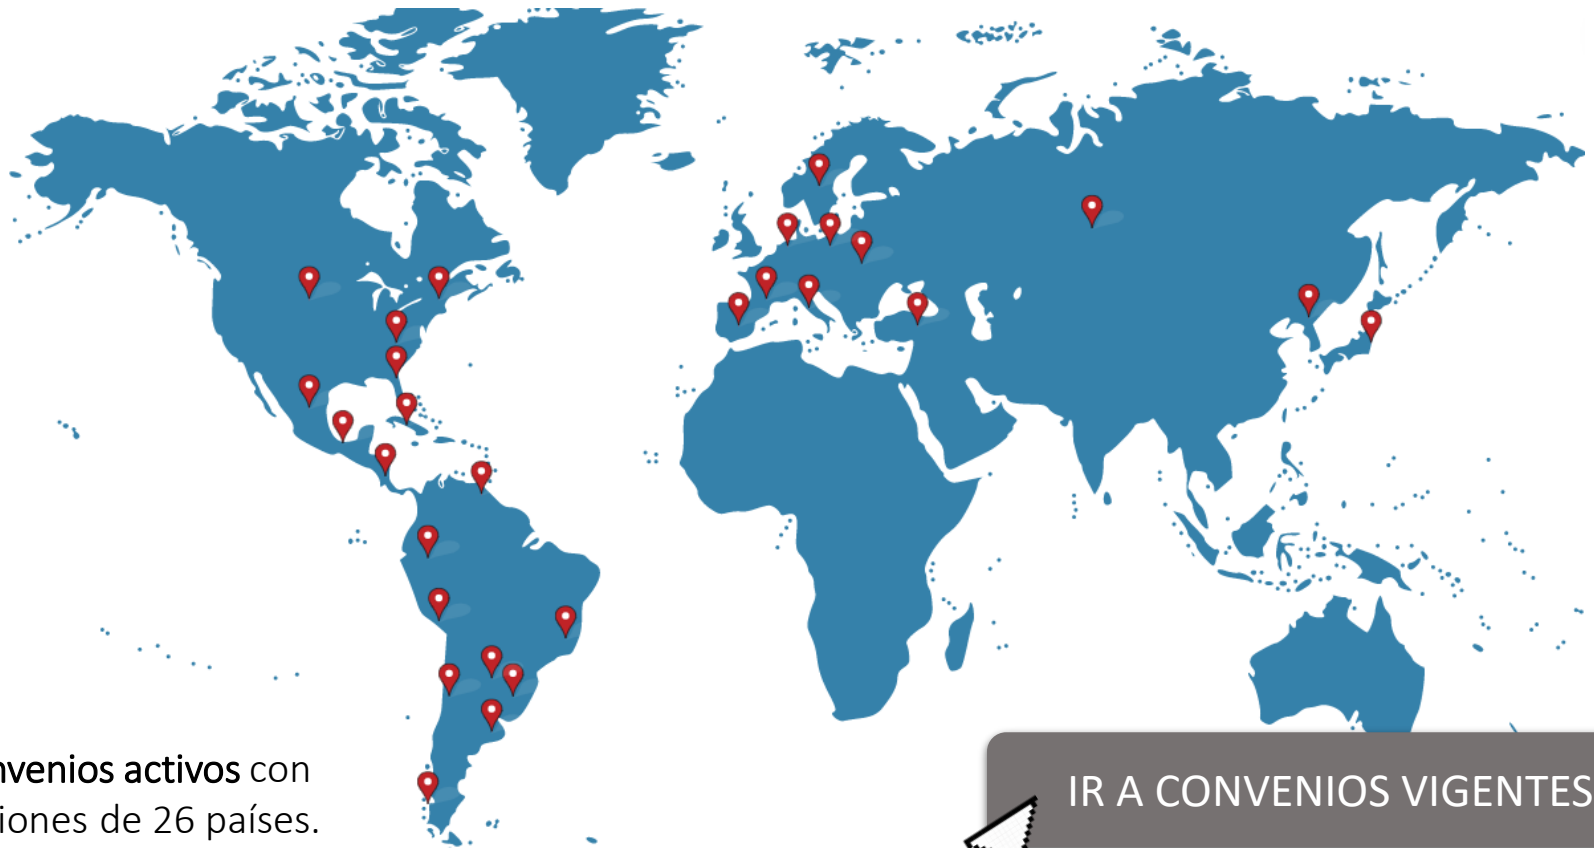 nvenios activos con
iones de 26 países.
IR A CONVENIOS VIGENTES